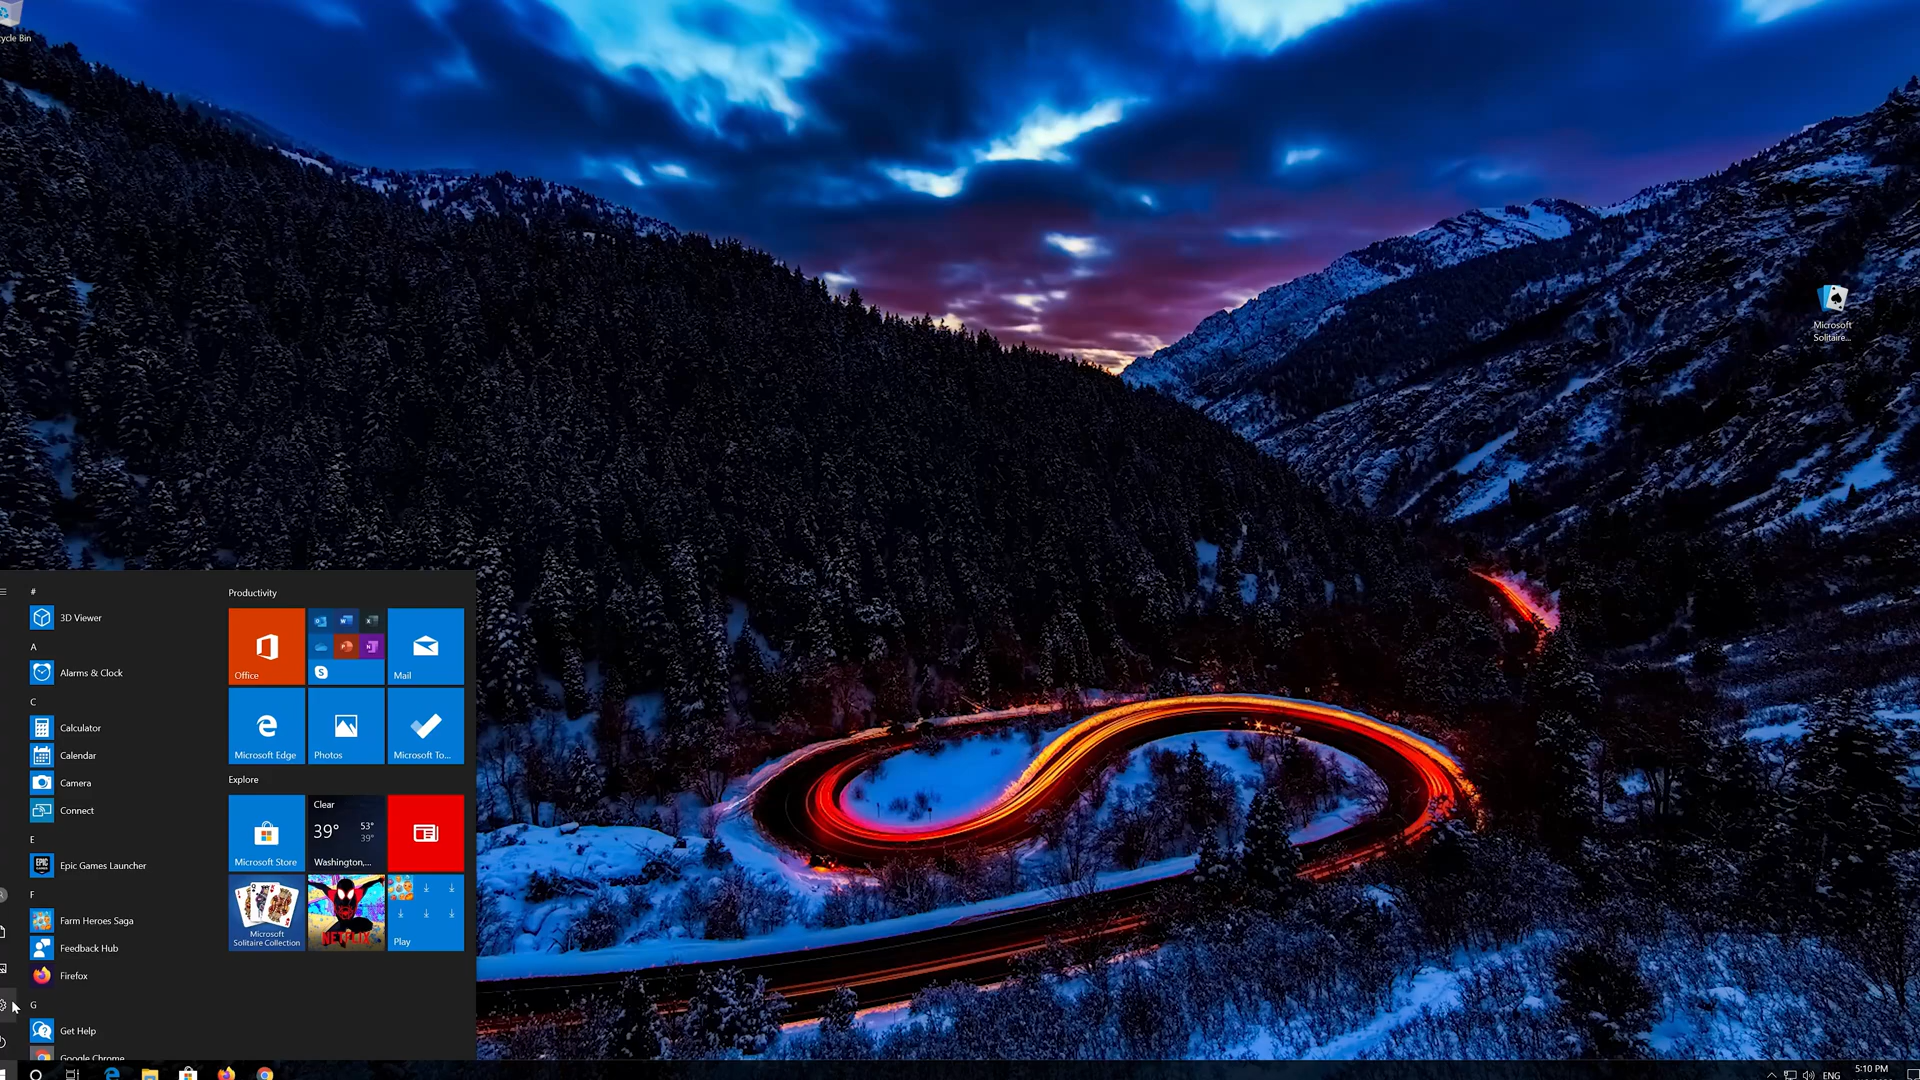 cycle Bin
Microsoft
Solitaire...
#
3D Viewer
A
Alarms & Clock
C
Calculator
Calendar
Camera
Connect
E
EPIC
Epic Games Launcher
F
Farm Heroes Saga
Feedback Hub
Firefox
G
Get Help
Google Chrome
Productivity
Office
Mail
Microsoft Edge
Photos
Microsoft To...
Explore
Microsoft Store
Clear
39°
53°
39°
Washington,...
Microsoft
Solitaire Collection
NETFLIX
Play
ENG
5:10 PM